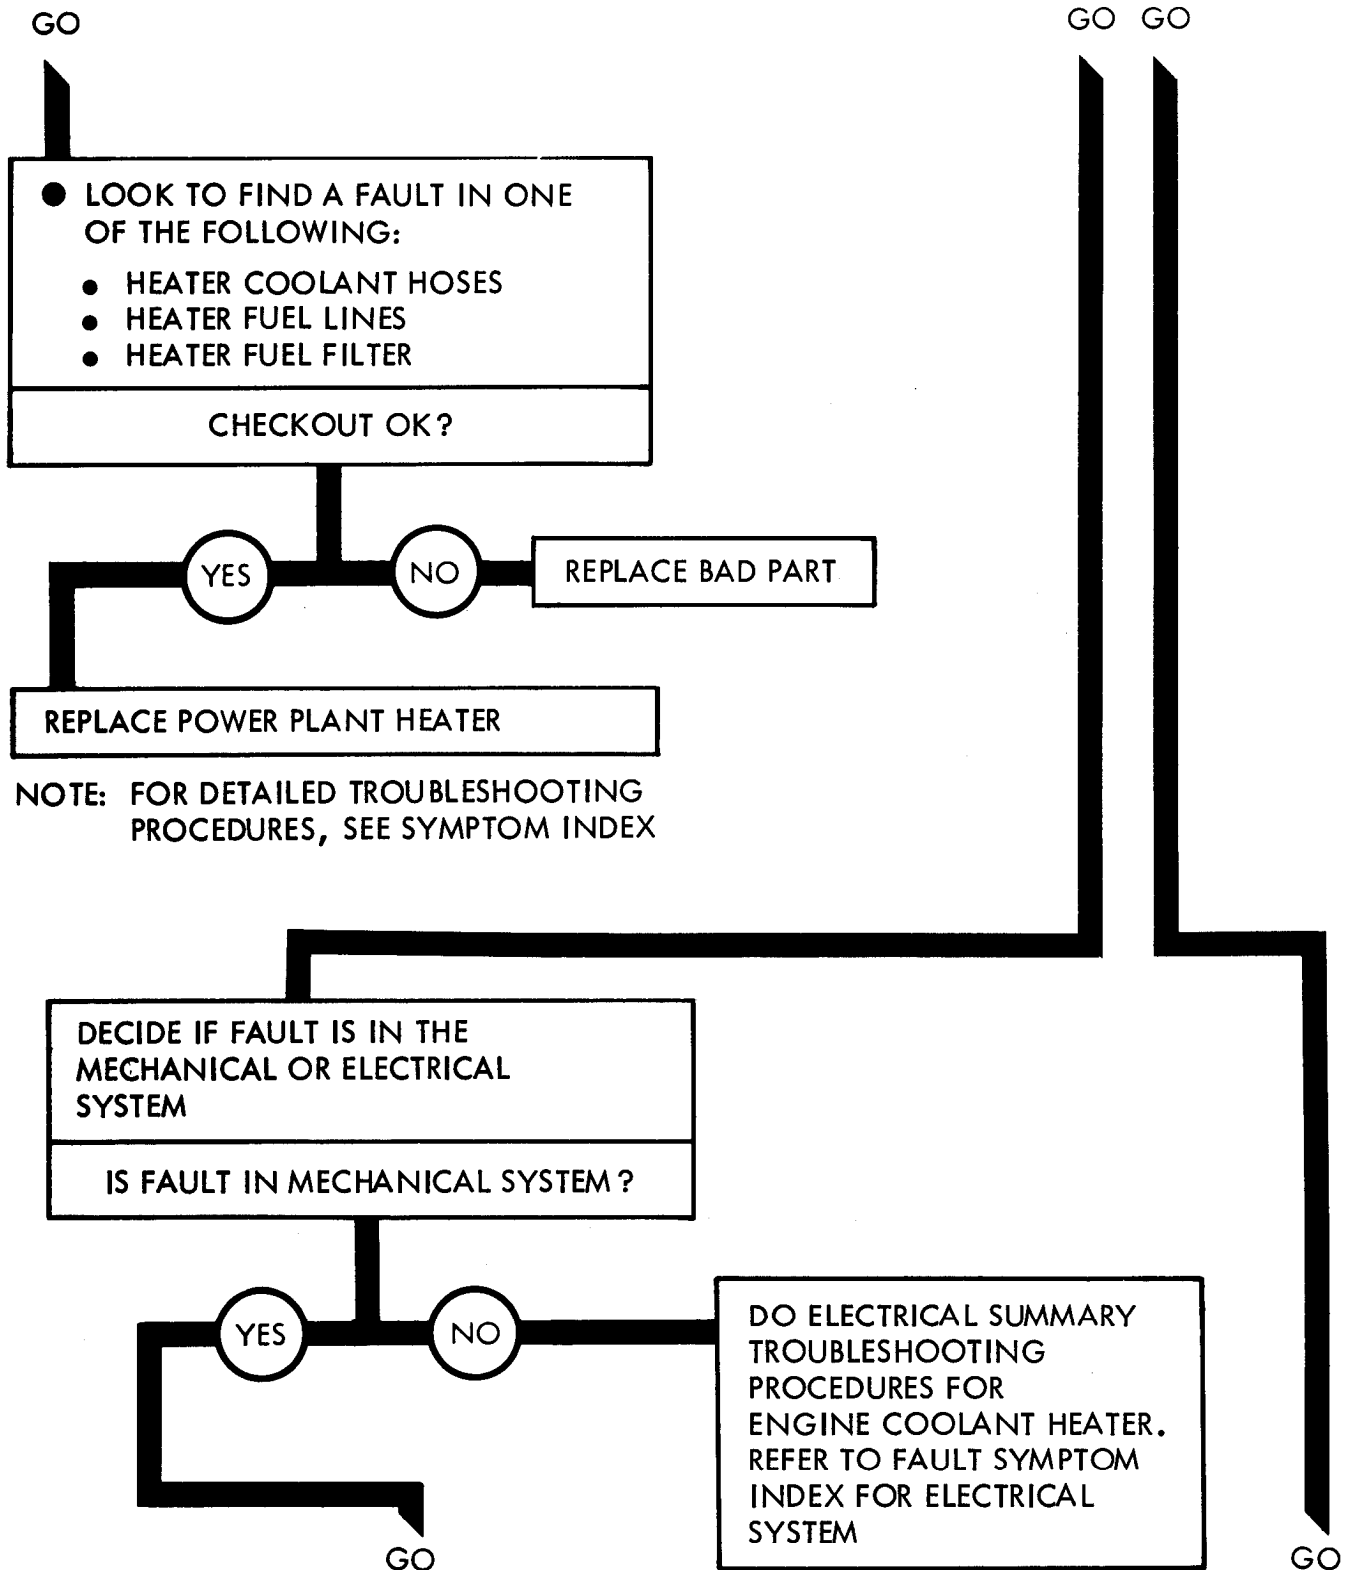 GO
GO GO
● LOOK TO FIND A FAULT IN ONE
OF THE FOLLOWING:
● HEATER COOLANT HOSES
● HEATER FUEL LINES
● HEATER FUEL FILTER
CHECKOUT OK?
YES
NO
REPLACE BAD PART
REPLACE POWER PLANT HEATER
NOTE: FOR DETAILED TROUBLESHOOTING
PROCEDURES, SEE SYMPTOM INDEX
DECIDE IF FAULT IS IN THE
MECHANICAL OR ELECTRICAL
SYSTEM
IS FAULT IN MECHANICAL SYSTEM?
YES
NO
DO ELECTRICAL SUMMARY
TROUBLESHOOTING
PROCEDURES FOR
ENGINE COOLANT HEATER.
REFER TO FAULT SYMPTOM
INDEX FOR ELECTRICAL
SYSTEM
GO
GO